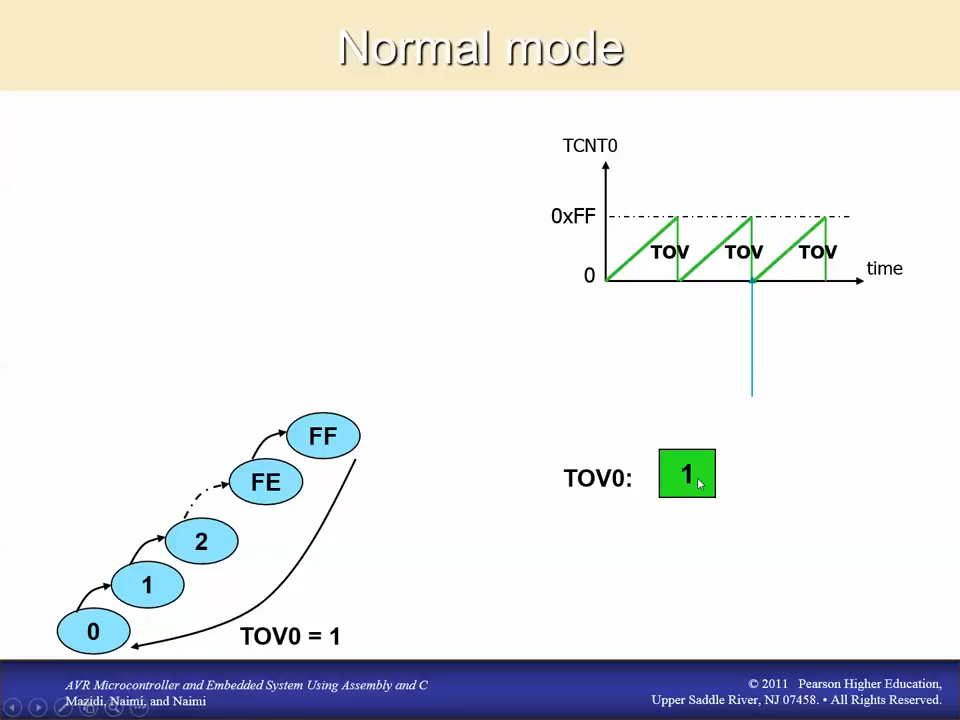 Normal mode
TCNT0
0xFF
TOV TOV TOV
0
time
FF
FE
2
1
0
TOV0 = 1
TOV0: 1
AVR Microcontroller and Embedded System Using Assembly and C
Mazidi, Naimi, and Naimi
© 2011 Pearson Higher Education,
Upper Saddle River, NJ 07458. • All Rights Reserved.